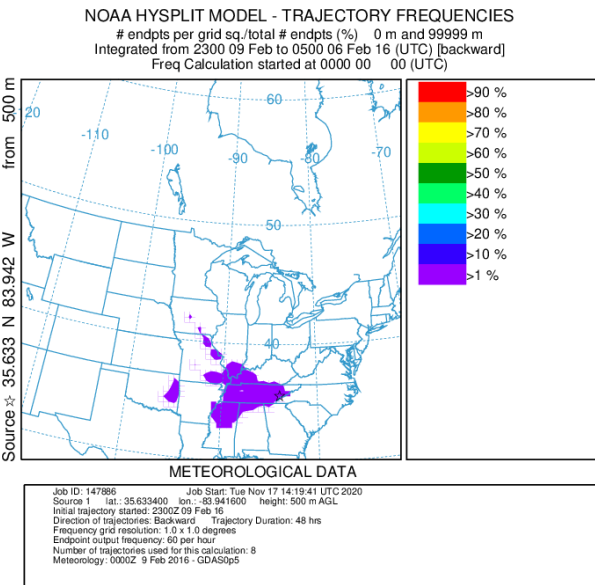 NOAA HYSPLIT MODEL - TRAJECTORY FREQUENCIES
# endpts per grid sq./total # endpts (%) 0 m and 99999 m
Integrated from 2300 09 Feb to 0500 06 Feb 16 (UTC) [backward]
Freq Calculation started at 0000 00 00 (UTC)
Source ☆ 35.633 N 83.942 W from 500 m
20
-110
-100
-90
-80
-70
60
50
40
>90 %
>80 %
>70 %
>60 %
>50 %
>40 %
>30 %
>20 %
>10 %
>1 %
METEOROLOGICAL DATA
Job ID: 147886 Job Start: Tue Nov 17 14:19:41 UTC 2020
Source 1 lat.: 35.633400 lon.: -83.941600 height: 500 m AGL
Initial trajectory started: 2300Z 09 Feb 16
Direction of trajectories: Backward Trajectory Duration: 48 hrs
Frequency grid resolution: 1.0 x 1.0 degrees
Endpoint output frequency: 60 per hour
Number of trajectories used for this calculation: 8
Meteorology: 0000Z 9 Feb 2016 - GDAS0p5